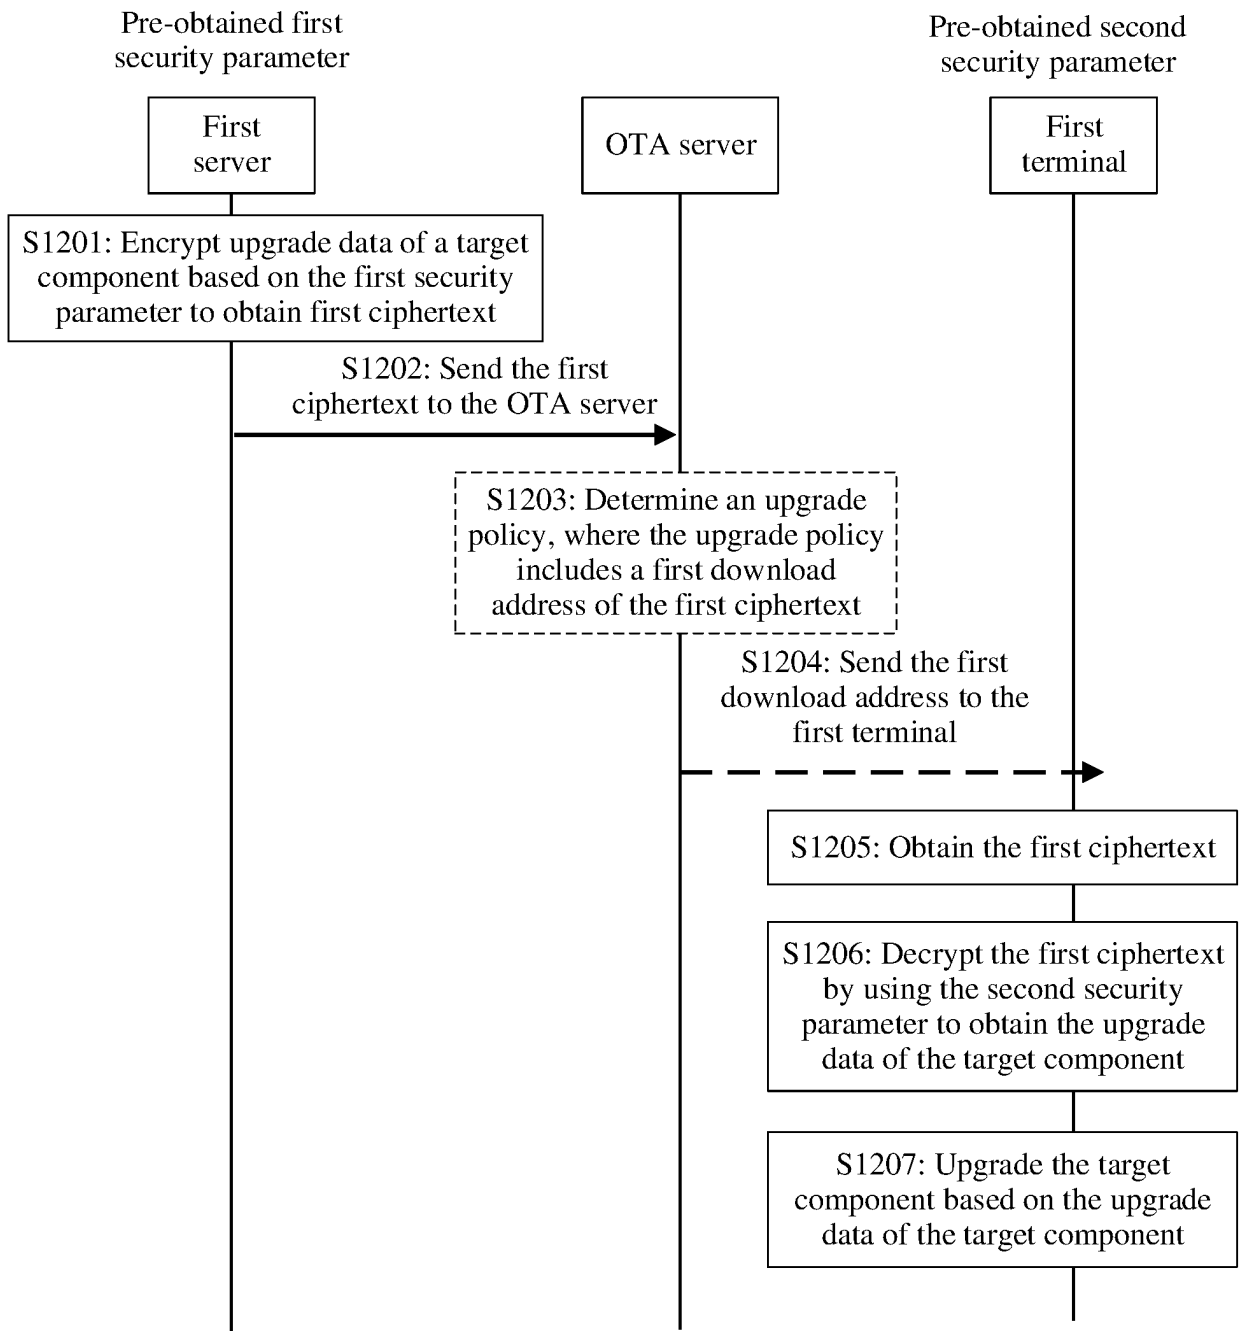 Pre-obtained first
security parameter
Pre-obtained second
security parameter
First
server
OTA server
First
terminal
S1201: Encrypt upgrade data of a target
component based on the first security
parameter to obtain first ciphertext
S1202: Send the first
ciphertext to the OTA server
S1203: Determine an upgrade
policy, where the upgrade policy
includes a first download
address of the first ciphertext
S1204: Send the first
download address to the
first terminal
S1205: Obtain the first ciphertext
S1206: Decrypt the first ciphertext
by using the second security
parameter to obtain the upgrade
data of the target component
S1207: Upgrade the target
component based on the upgrade
data of the target component